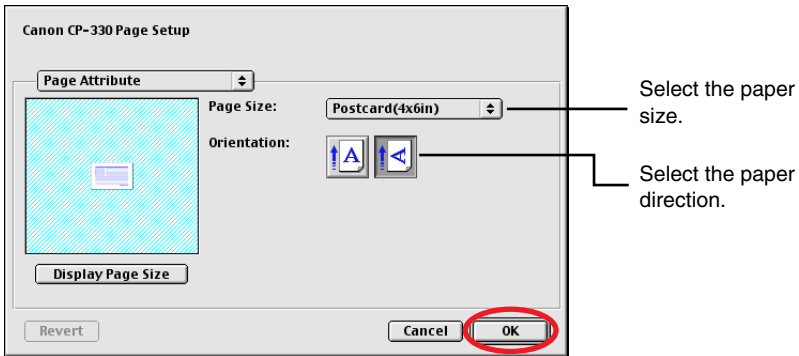 Canon CP-330 Page Setup
Page Attribute
Page Size:
Postcard(4x6in)
Select the paper
size.
Orientation:
A
A
Select the paper
direction.
Display Page Size
Revert
Cancel
OK